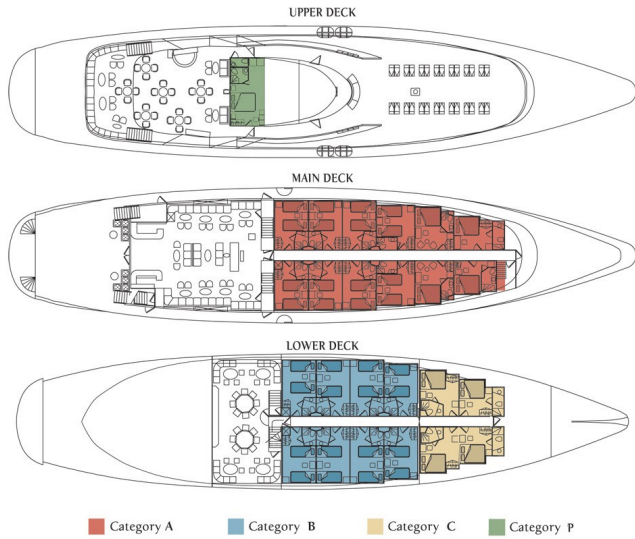 UPPER DECK
MAIN DECK
LOWER DECK
Category A
Category B
Category C
Category P